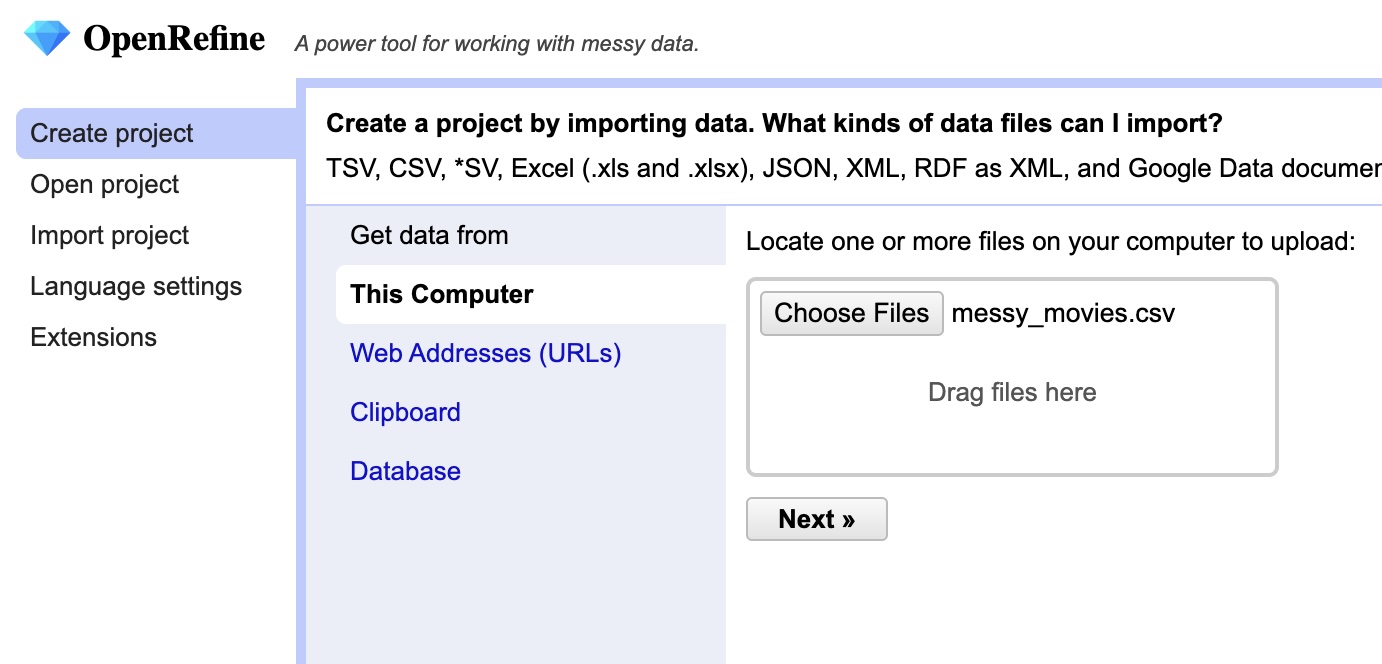 OpenRefine A power tool for working with messy data.
Create project
Open project
Import project
Language settings
Extensions
Create a project by importing data. What kinds of data files can I import?
TSV, CSV, *SV, Excel (.xls and .xlsx), JSON, XML, RDF as XML, and Google Data
Get data from
This Computer
Web Addresses (URLs)
Clipboard
Database
Locate one or more files on your computer to upload:
Choose Files messy_movies.csv
Drag files here
Next »